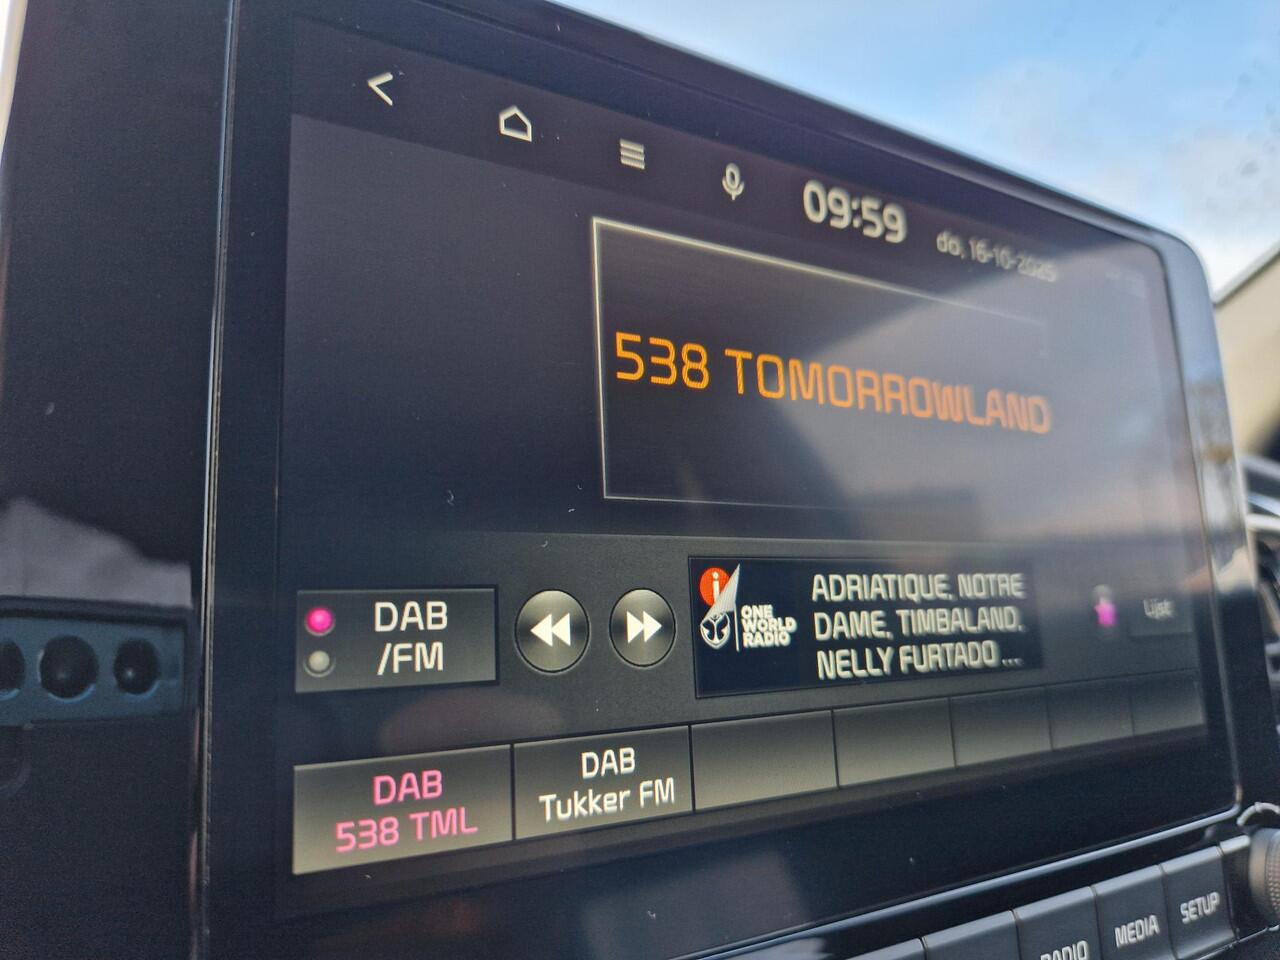 09:59
do, 16-10-2025
538 TOMORROWLAND
DAB
/FM
i
ONE
WORLD
RADIO
ADRIATIQUE, NOTRE
DAME, TIMBALAND,
NELLY FURTADO ...
Lijst
DAB
538 TML
DAB
Tukker FM
RADIO
MEDIA
SETUP